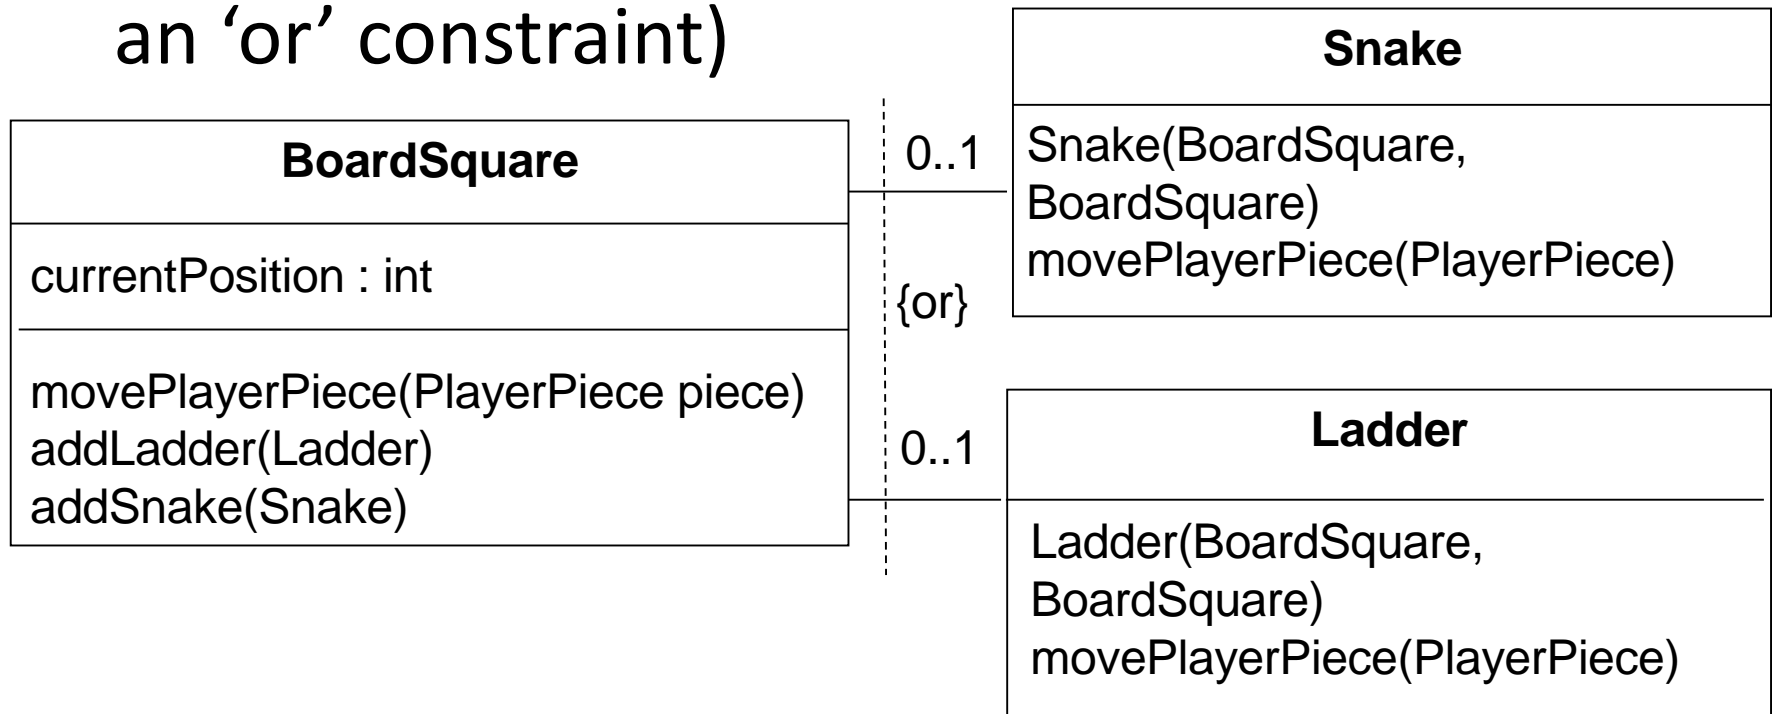 an ‘or’ constraint)
BoardSquare
currentPosition : int
movePlayerPiece(PlayerPiece piece)
addLadder(Ladder)
addSnake(Snake)
0..1
{or}
0..1
Snake
Snake(BoardSquare,
BoardSquare)
movePlayerPiece(PlayerPiece)
Ladder
Ladder(BoardSquare,
BoardSquare)
movePlayerPiece(PlayerPiece)